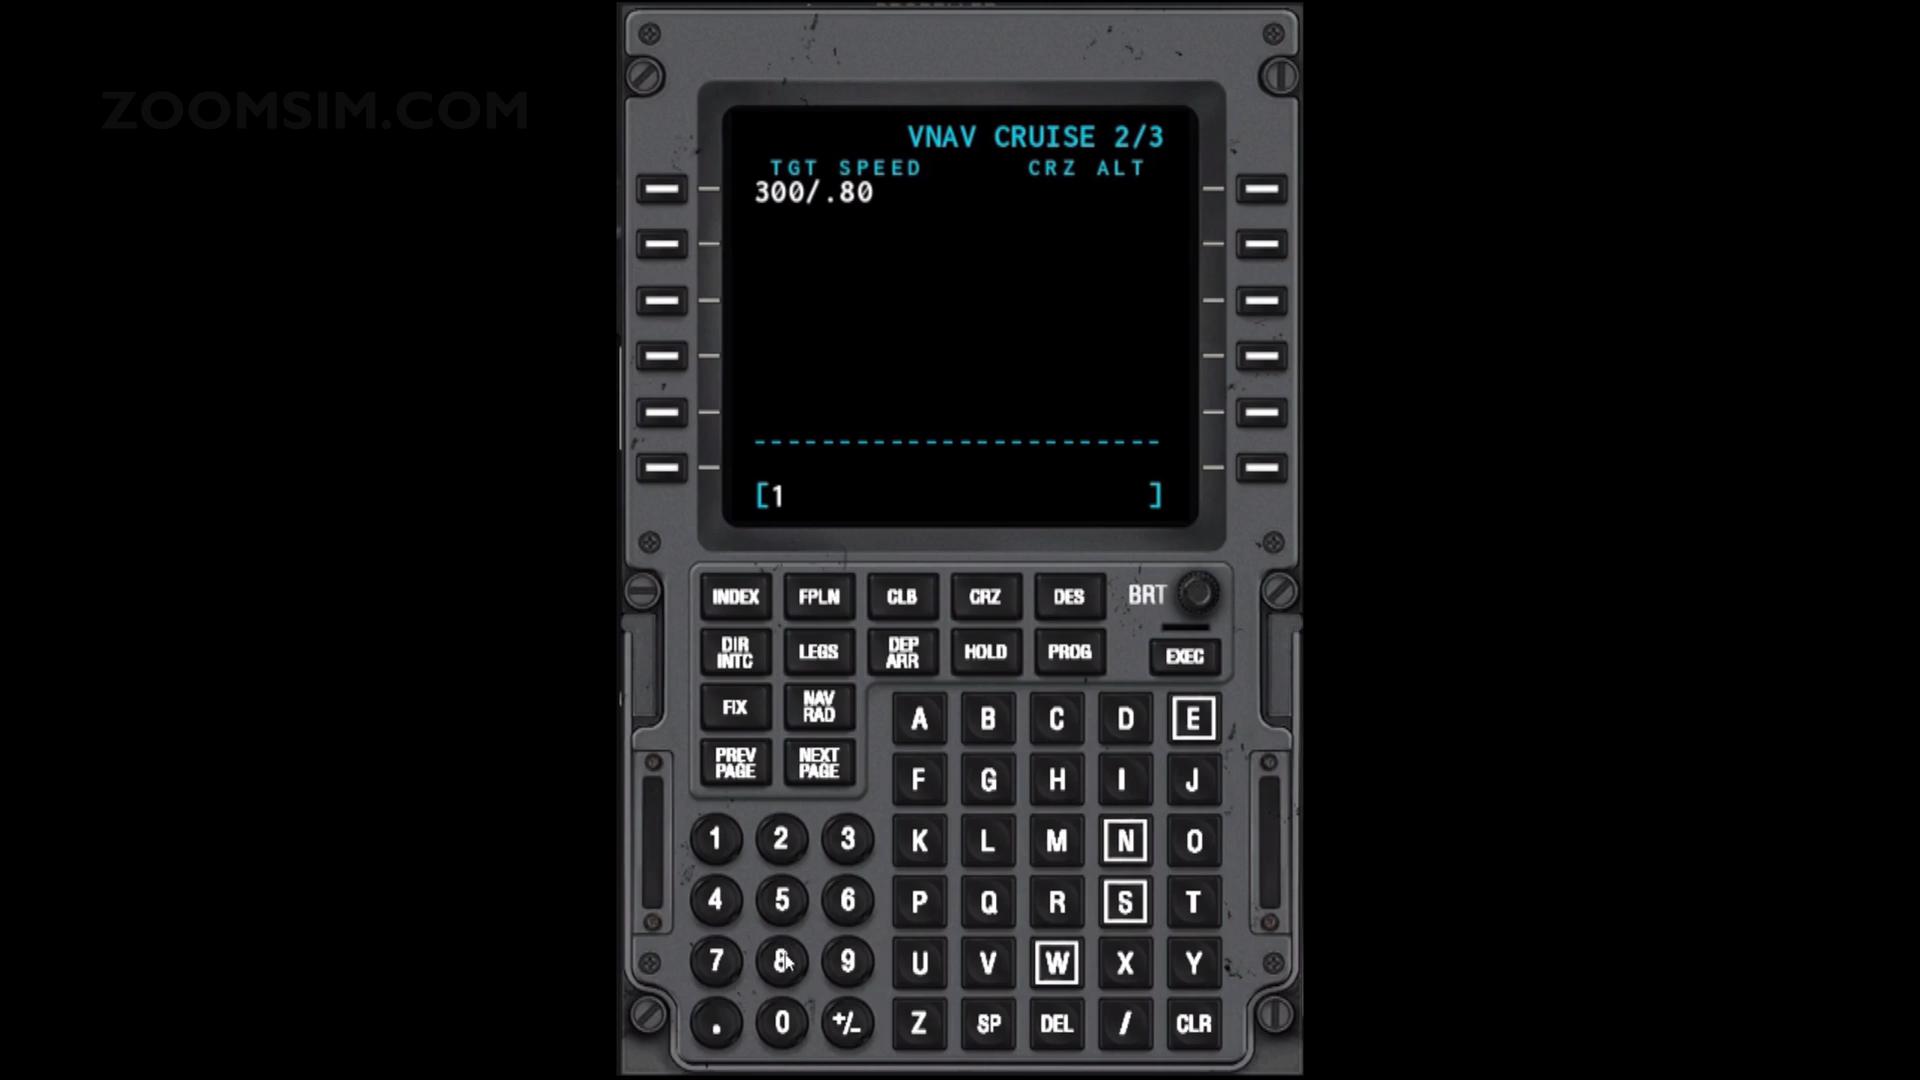 ZOOMSIM.COM
VNAV CRUISE 2/3
TGT SPEED CRZ ALT
300/.80
------------------------
[1 ]
INDEX FPLN CLB CRZ DES BRT
DIR INTC LEGS DEP ARR HOLD PROG EXEC
FIX NAV RAD A B C D E
PREV PAGE NEXT PAGE F G H I J
1 2 3 K L M N O
4 5 6 P Q R S T
7 8 9 U V W X Y
. 0 +/- Z SP DEL / CLR